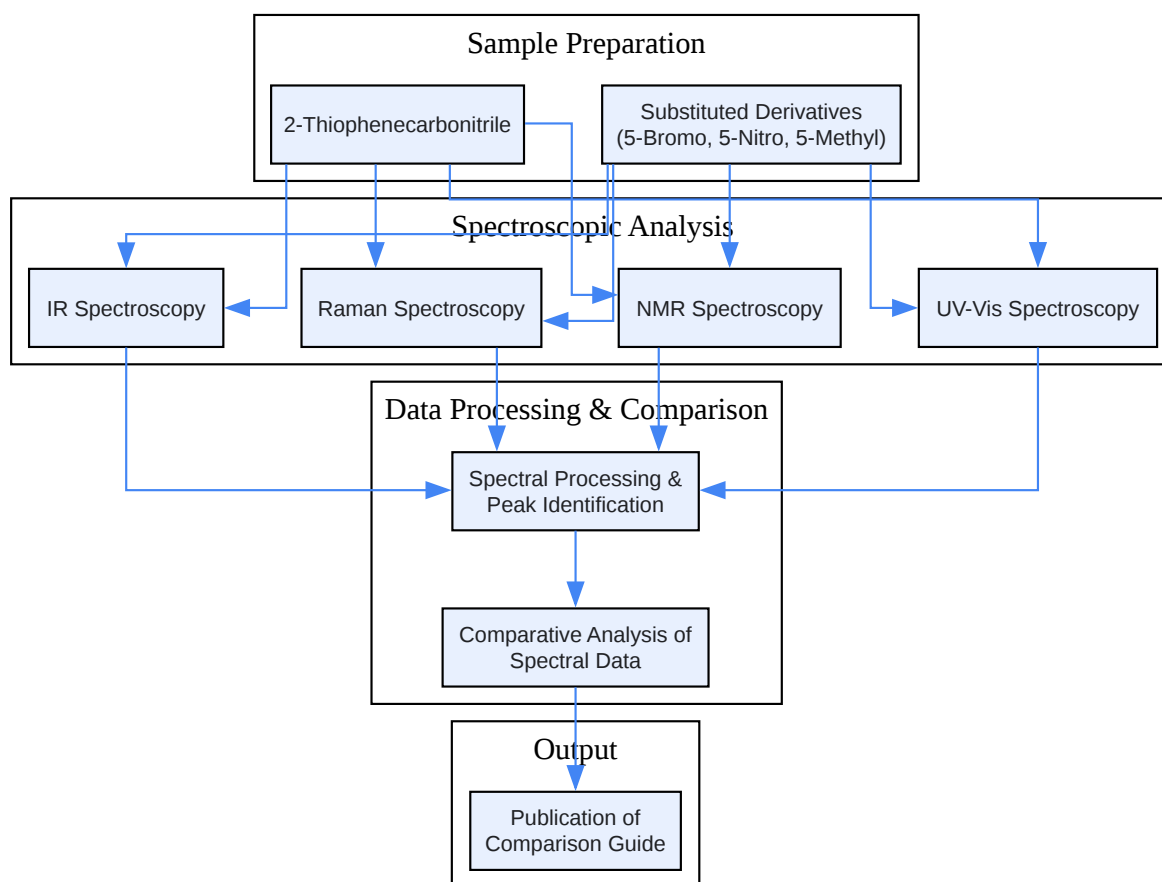 Sample Preparation
2-Thiophenecarbonitrile
Substituted Derivatives
(5-Bromo, 5-Nitro, 5-Methyl)
Spectroscopic Analysis
IR Spectroscopy
Raman Spectroscopy
NMR Spectroscopy
UV-Vis Spectroscopy
Data Processing & Comparison
Spectral Processing &
Peak Identification
Comparative Analysis of
Spectral Data
Output
Publication of
Comparison Guide